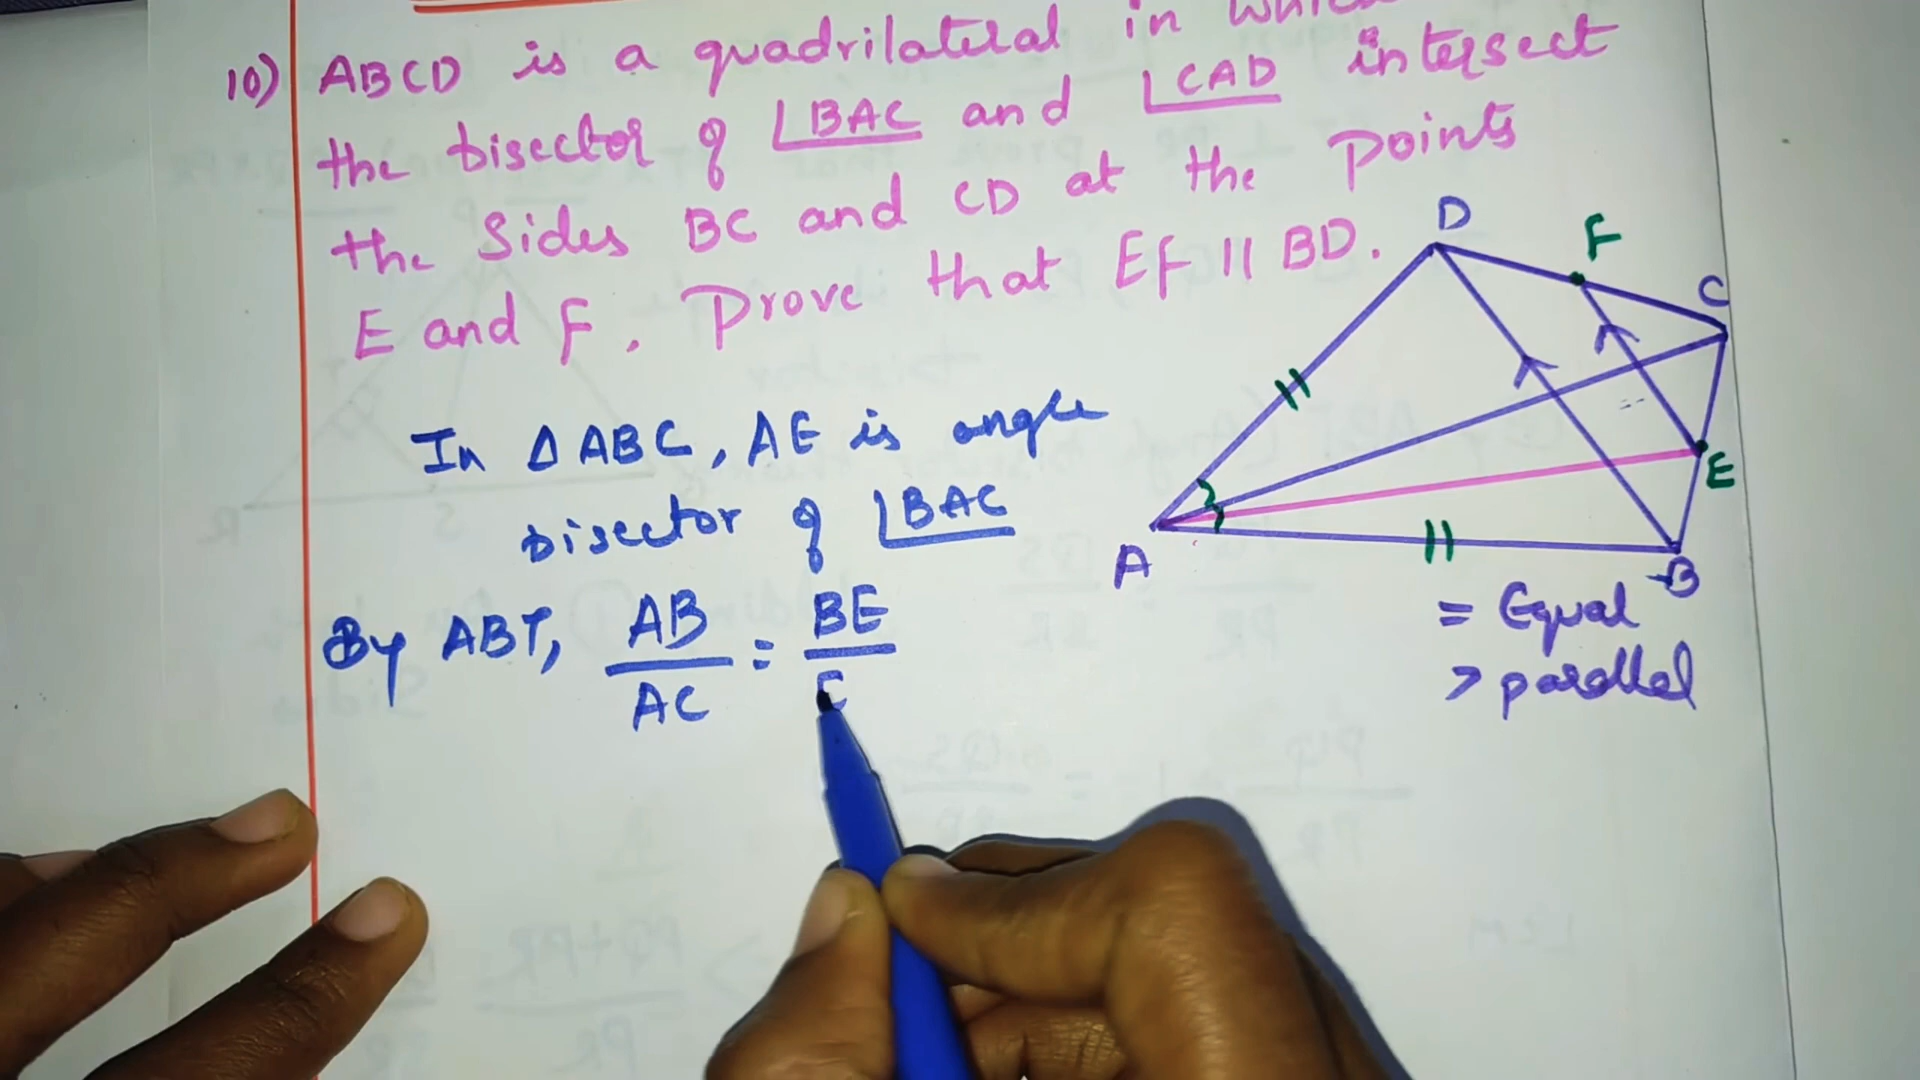 10) ABCD is a quadrilateral in
the bisector of ∠BAC and ∠CAD intersect
the sides BC and CD at the points
E and F. Prove that EF || BD.
In Δ ABC, AE is angle
bisector of ∠BAC
By ABT, AB/AC = BE/E
D
F
C
E
A
B
= Equal
> parallel